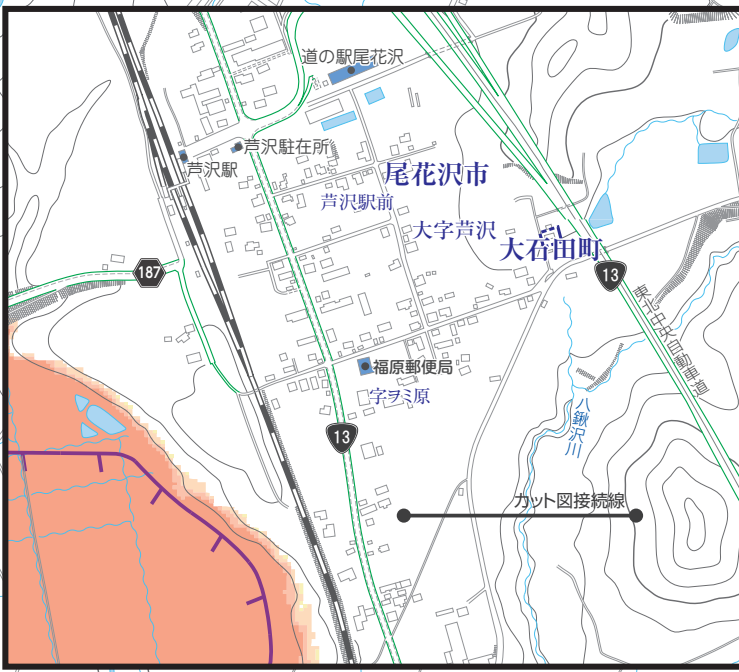 道の駅尾花沢
芦沢駐在所
芦沢駅
尾花沢市
芦沢駅前
大字芦沢
大石田町
187
13
東北中央自動車道
福原郵便局
字ヲミ原
八鍬沢川
13
カット図接続線